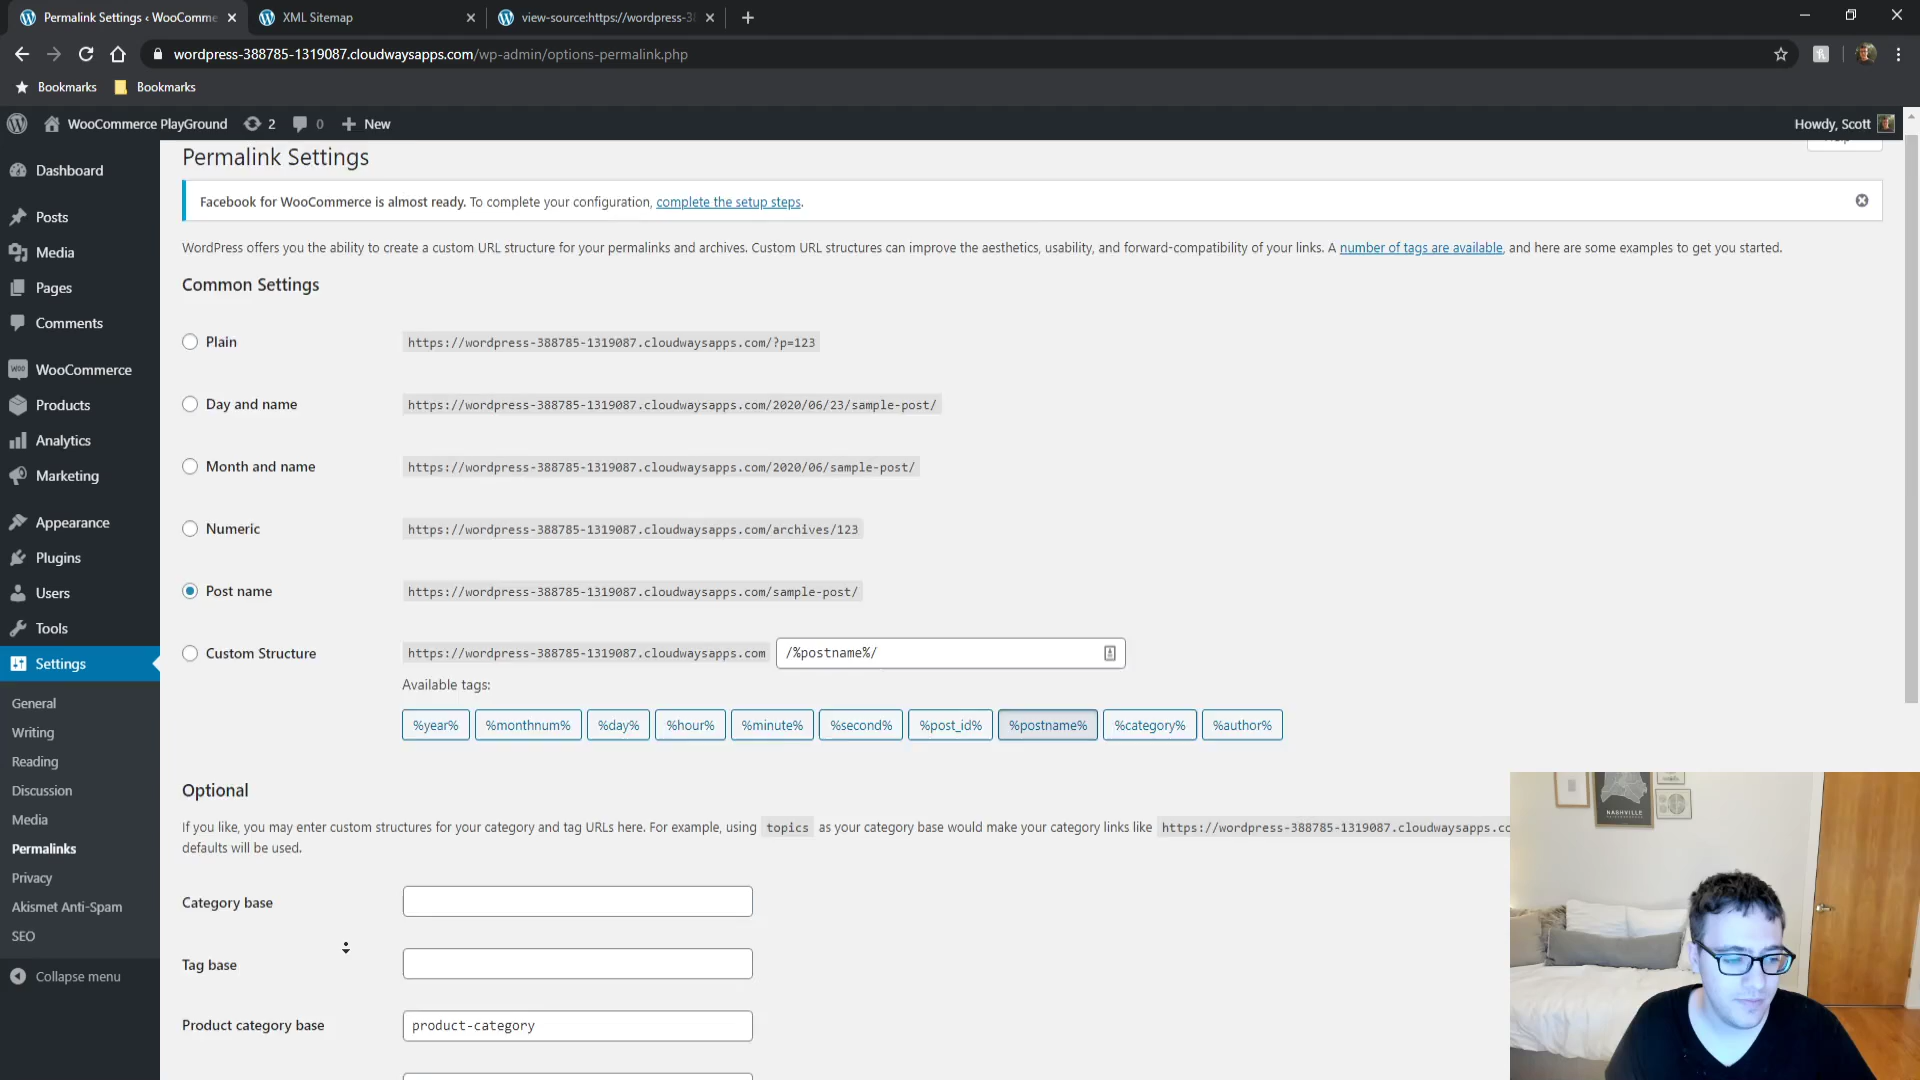 Permalink Settings ‹ WooComme
XML Sitemap
view-source:https://wordpress-3
wordpress-388785-1319087.cloudwaysapps.com/wp-admin/options-permalink.php
Bookmarks
Bookmarks
WooCommerce PlayGround
2
0
New
Howdy, Scott
Dashboard
Posts
Media
Pages
Comments
WooCommerce
Products
Analytics
Marketing
Appearance
Plugins
Users
Tools
Settings
General
Writing
Reading
Discussion
Media
Permalinks
Privacy
Akismet Anti-Spam
SEO
Collapse menu
Permalink Settings
Facebook for WooCommerce is almost ready. To complete your configuration, complete the setup steps.
WordPress offers you the ability to create a custom URL structure for your permalinks and archives. Custom URL structures can improve the aesthetics, usability, and forward-compatibility of your links. A number of tags are available, and here are some examples to get you started.
Common Settings
Plain https://wordpress-388785-1319087.cloudwaysapps.com/?p=123
Day and name https://wordpress-388785-1319087.cloudwaysapps.com/2020/06/23/sample-post/
Month and name https://wordpress-388785-1319087.cloudwaysapps.com/2020/06/sample-post/
Numeric https://wordpress-388785-1319087.cloudwaysapps.com/archives/123
Post name https://wordpress-388785-1319087.cloudwaysapps.com/sample-post/
Custom Structure https://wordpress-388785-1319087.cloudwaysapps.com /%postname%/
Available tags:
%year% %monthnum% %day% %hour% %minute% %second% %post_id% %postname% %category% %author%
Optional
If you like, you may enter custom structures for your category and tag URLs here. For example, using topics as your category base would make your category links like https://wordpress-388785-1319087.cloudwaysapps.co
defaults will be used.
Category base
Tag base
Product category base product-category
NASHVILLE